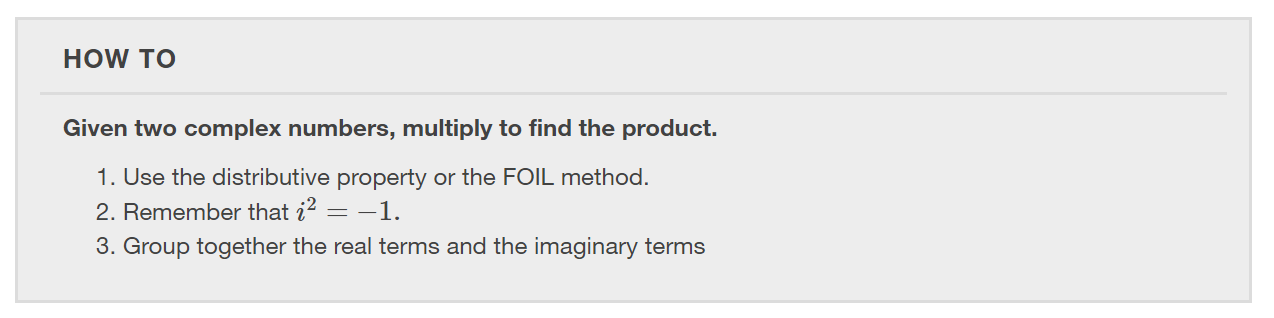 HOW TO
Given two complex numbers, multiply to find the product.
1. Use the distributive property or the FOIL method.
2. Remember that i² = −1.
3. Group together the real terms and the imaginary terms